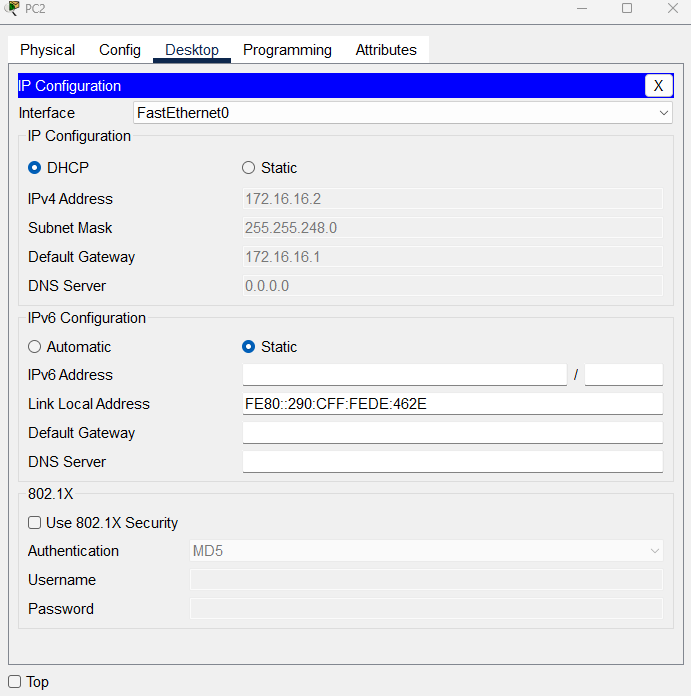 PC2
Physical Config Desktop Programming Attributes
IP Configuration X
Interface FastEthernet0
IP Configuration
DHCP Static
IPv4 Address 172.16.16.2
Subnet Mask 255.255.248.0
Default Gateway 172.16.16.1
DNS Server 0.0.0.0
IPv6 Configuration
Automatic Static
IPv6 Address /
Link Local Address FE80::290:CFF:FEDE:462E
Default Gateway
DNS Server
802.1X
Use 802.1X Security
Authentication MD5
Username
Password
Top